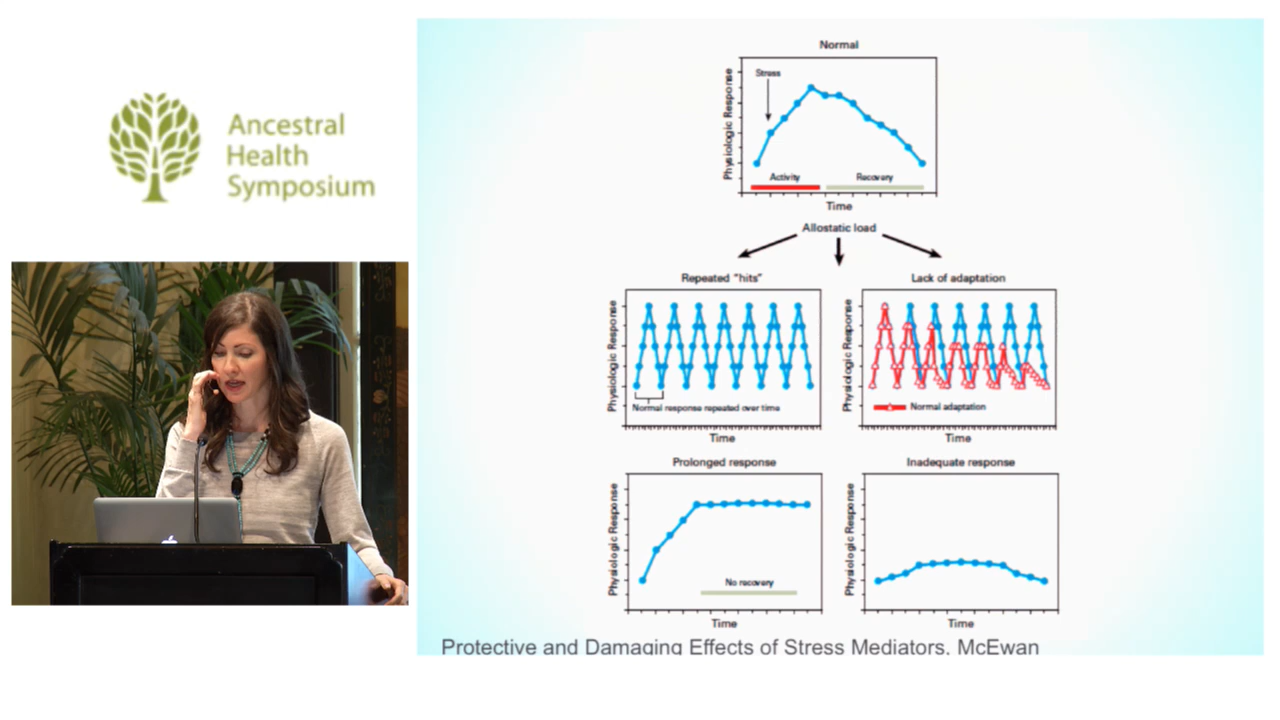 Ancestral
Health
Symposium
Normal
Physiologic Response
Stress
Activity
Recovery
Time
Allostatic load
Repeated "hits"
Physiologic Response
Normal response repeated over time
Time
Lack of adaptation
Physiologic Response
Normal adaptation
Time
Prolonged response
Physiologic Response
No recovery
Time
Inadequate response
Physiologic Response
Time
Protective and Damaging Effects of Stress Mediators, McEwan